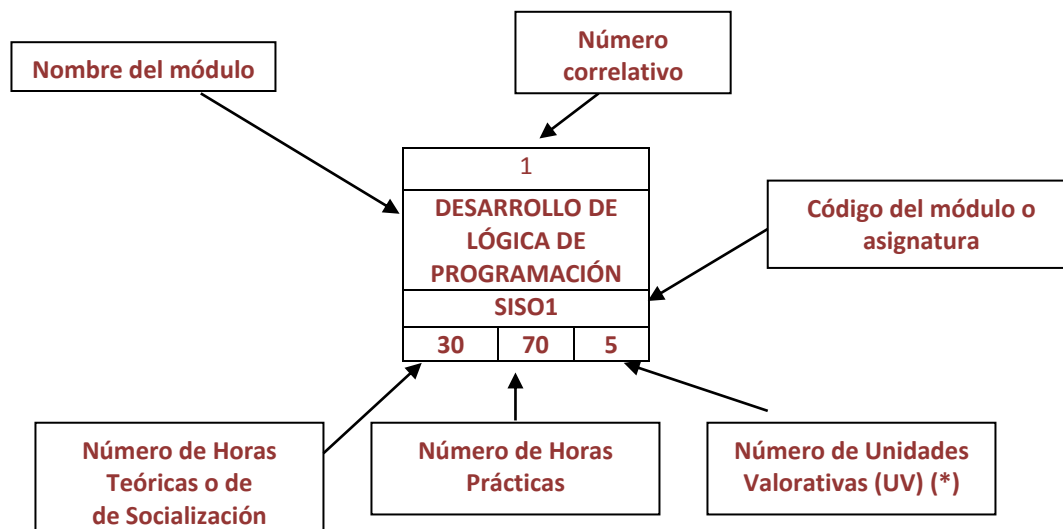 Número
correlativo
Nombre del módulo
1
DESARROLLO DE
LÓGICA DE
PROGRAMACIÓN
SISO1
30 70 5
Código del módulo o
asignatura
Número de Horas
Teóricas o de
de Socialización
Número de Horas
Prácticas
Número de Unidades
Valorativas (UV) (*)